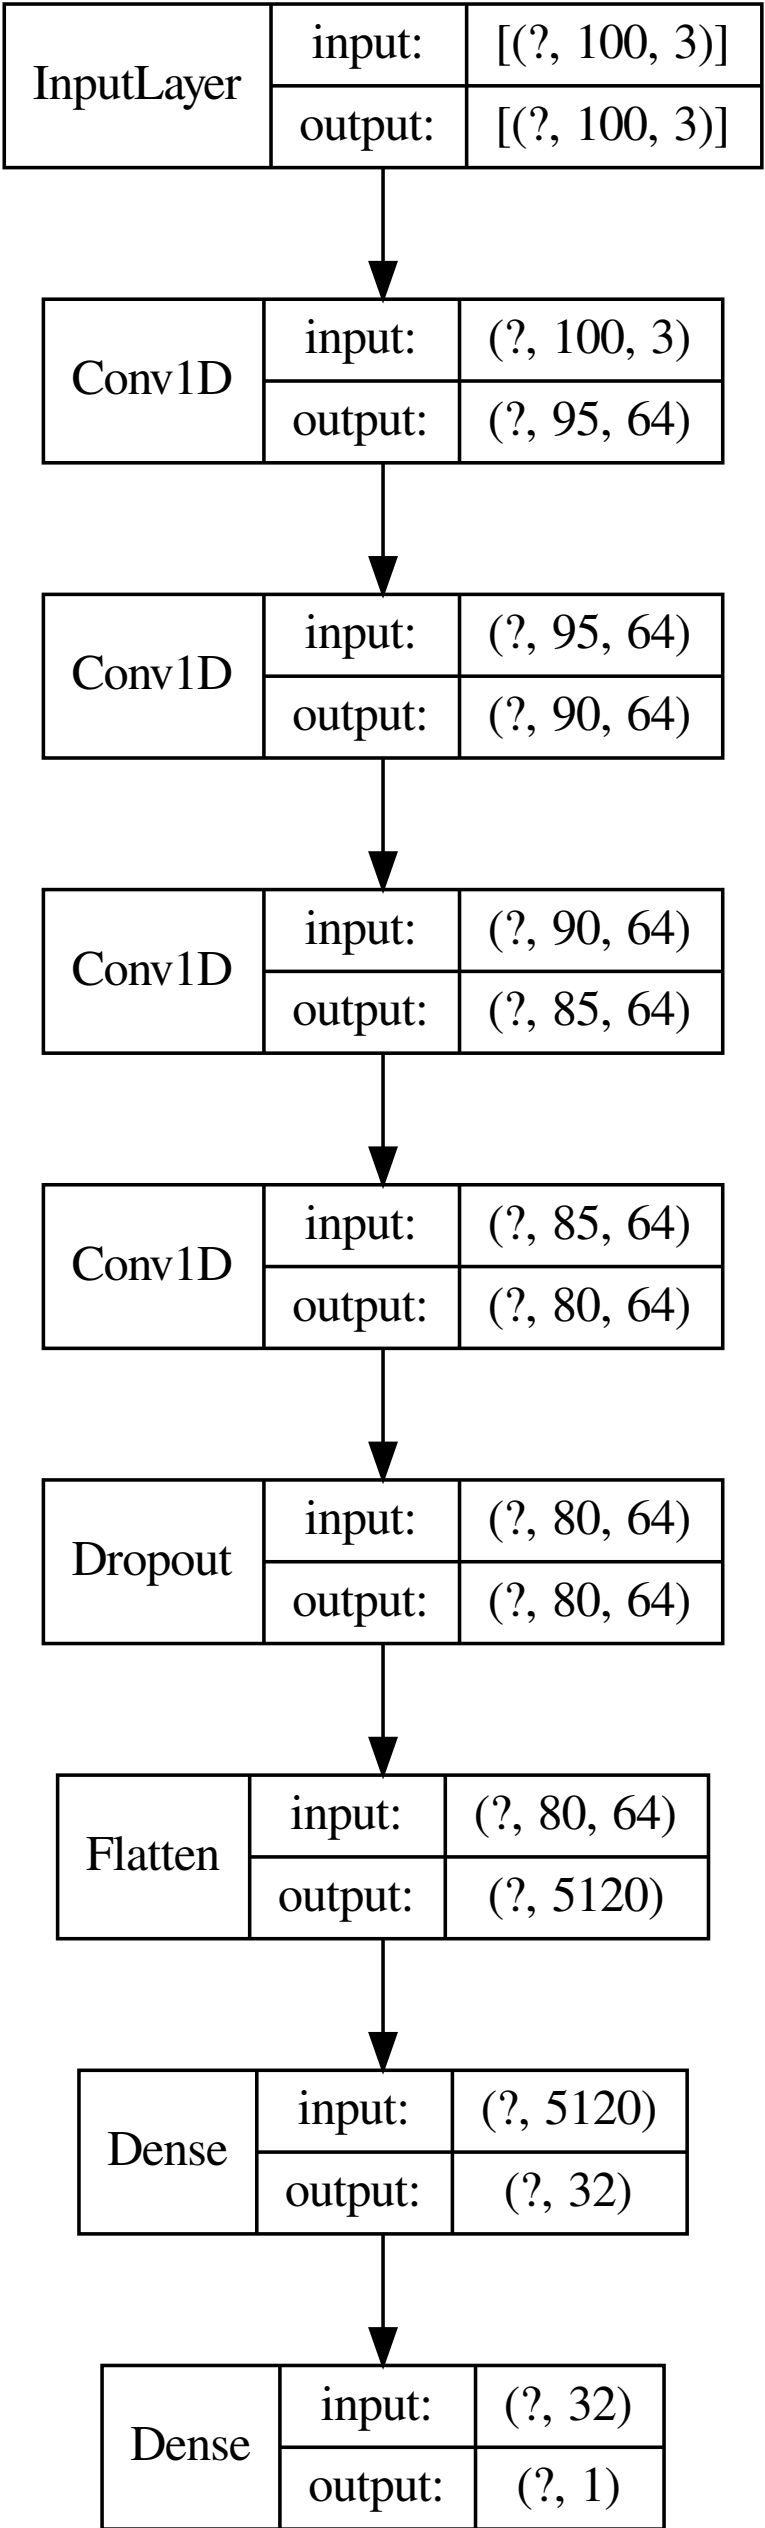 InputLayer
input: [(?, 100, 3)]
output: [(?, 100, 3)]
Conv1D
input: (?, 100, 3)
output: (?, 95, 64)
Conv1D
input: (?, 95, 64)
output: (?, 90, 64)
Conv1D
input: (?, 90, 64)
output: (?, 85, 64)
Conv1D
input: (?, 85, 64)
output: (?, 80, 64)
Dropout
input: (?, 80, 64)
output: (?, 80, 64)
Flatten
input: (?, 80, 64)
output: (?, 5120)
Dense
input: (?, 5120)
output: (?, 32)
Dense
input: (?, 32)
output: (?, 1)